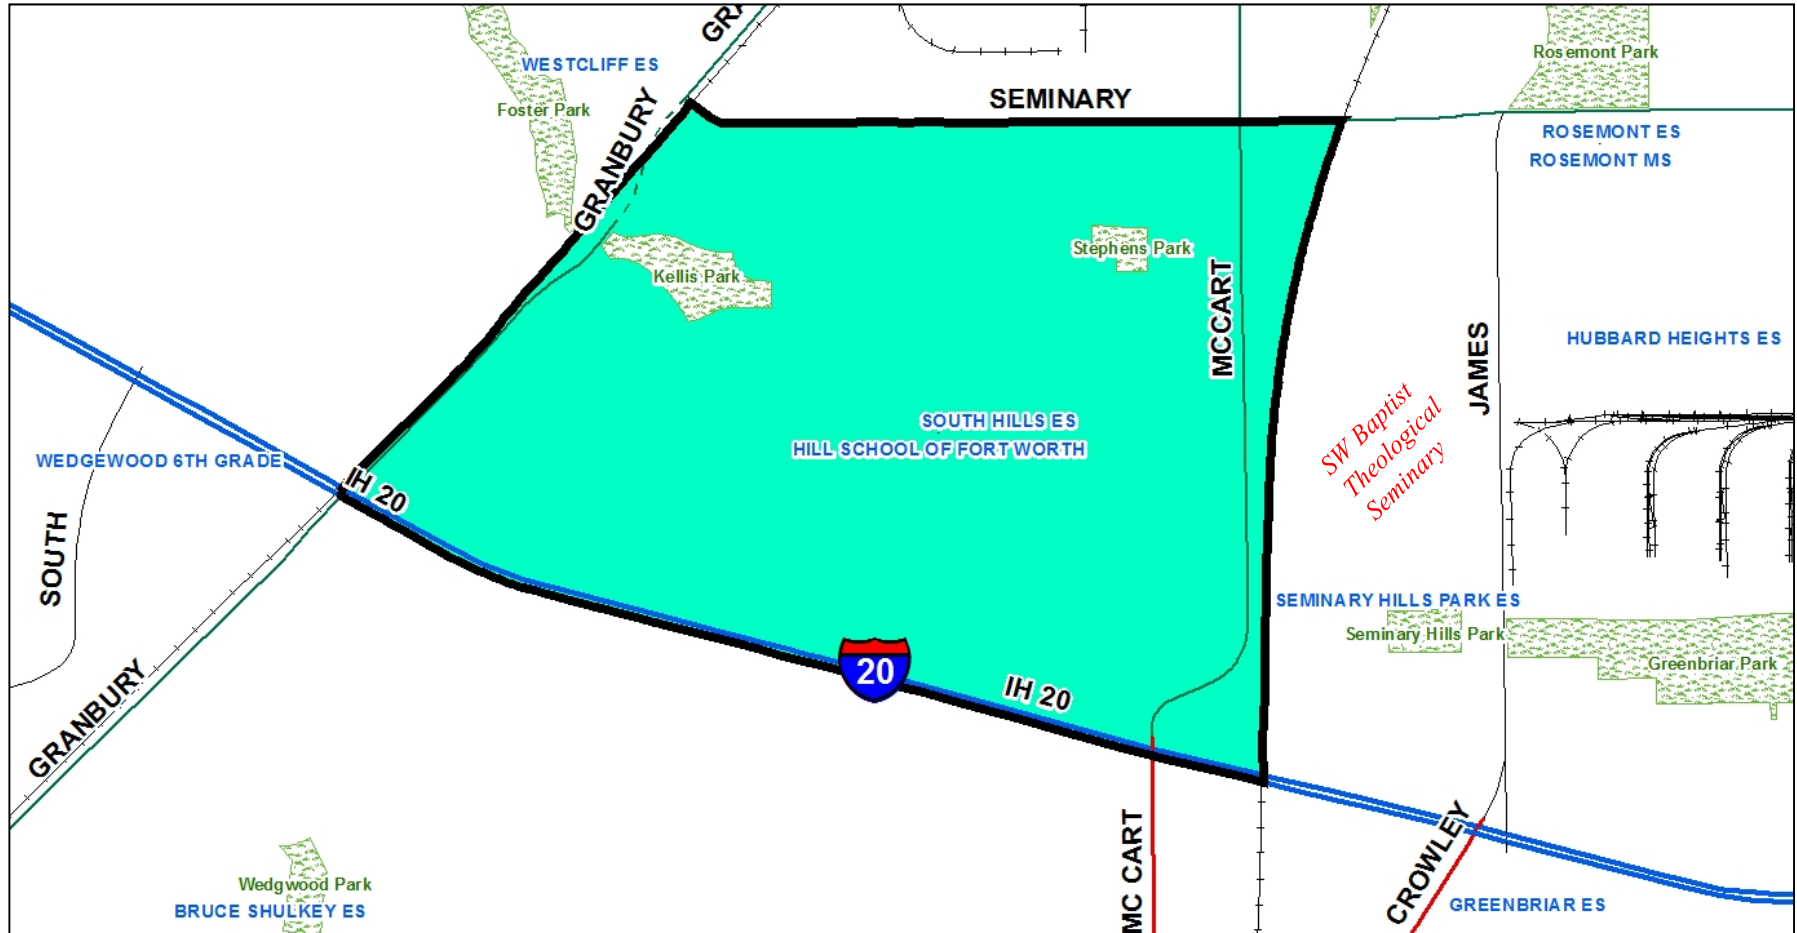 GRA
WESTCLIFF ES
Rosemont Park
Foster Park
SEMINARY
GRANBURY
ROSEMONT ES
ROSEMONT MS
Stephens Park
Kellis Park
MCCART
JAMES
HUBBARD HEIGHTS ES
SOUTH HILLS ES
HILL SCHOOL OF FORT WORTH
SW Baptist
Theological
Seminary
WEDGEWOOD 6TH GRADE
IH 20
SOUTH
SEMINARY HILLS PARK ES
Seminary Hills Park
Greenbriar Park
20
IH 20
GRANBURY
MC CART
CROWLEY
Wedgwood Park
BRUCE SHULKEY ES
GREENBRIAR ES